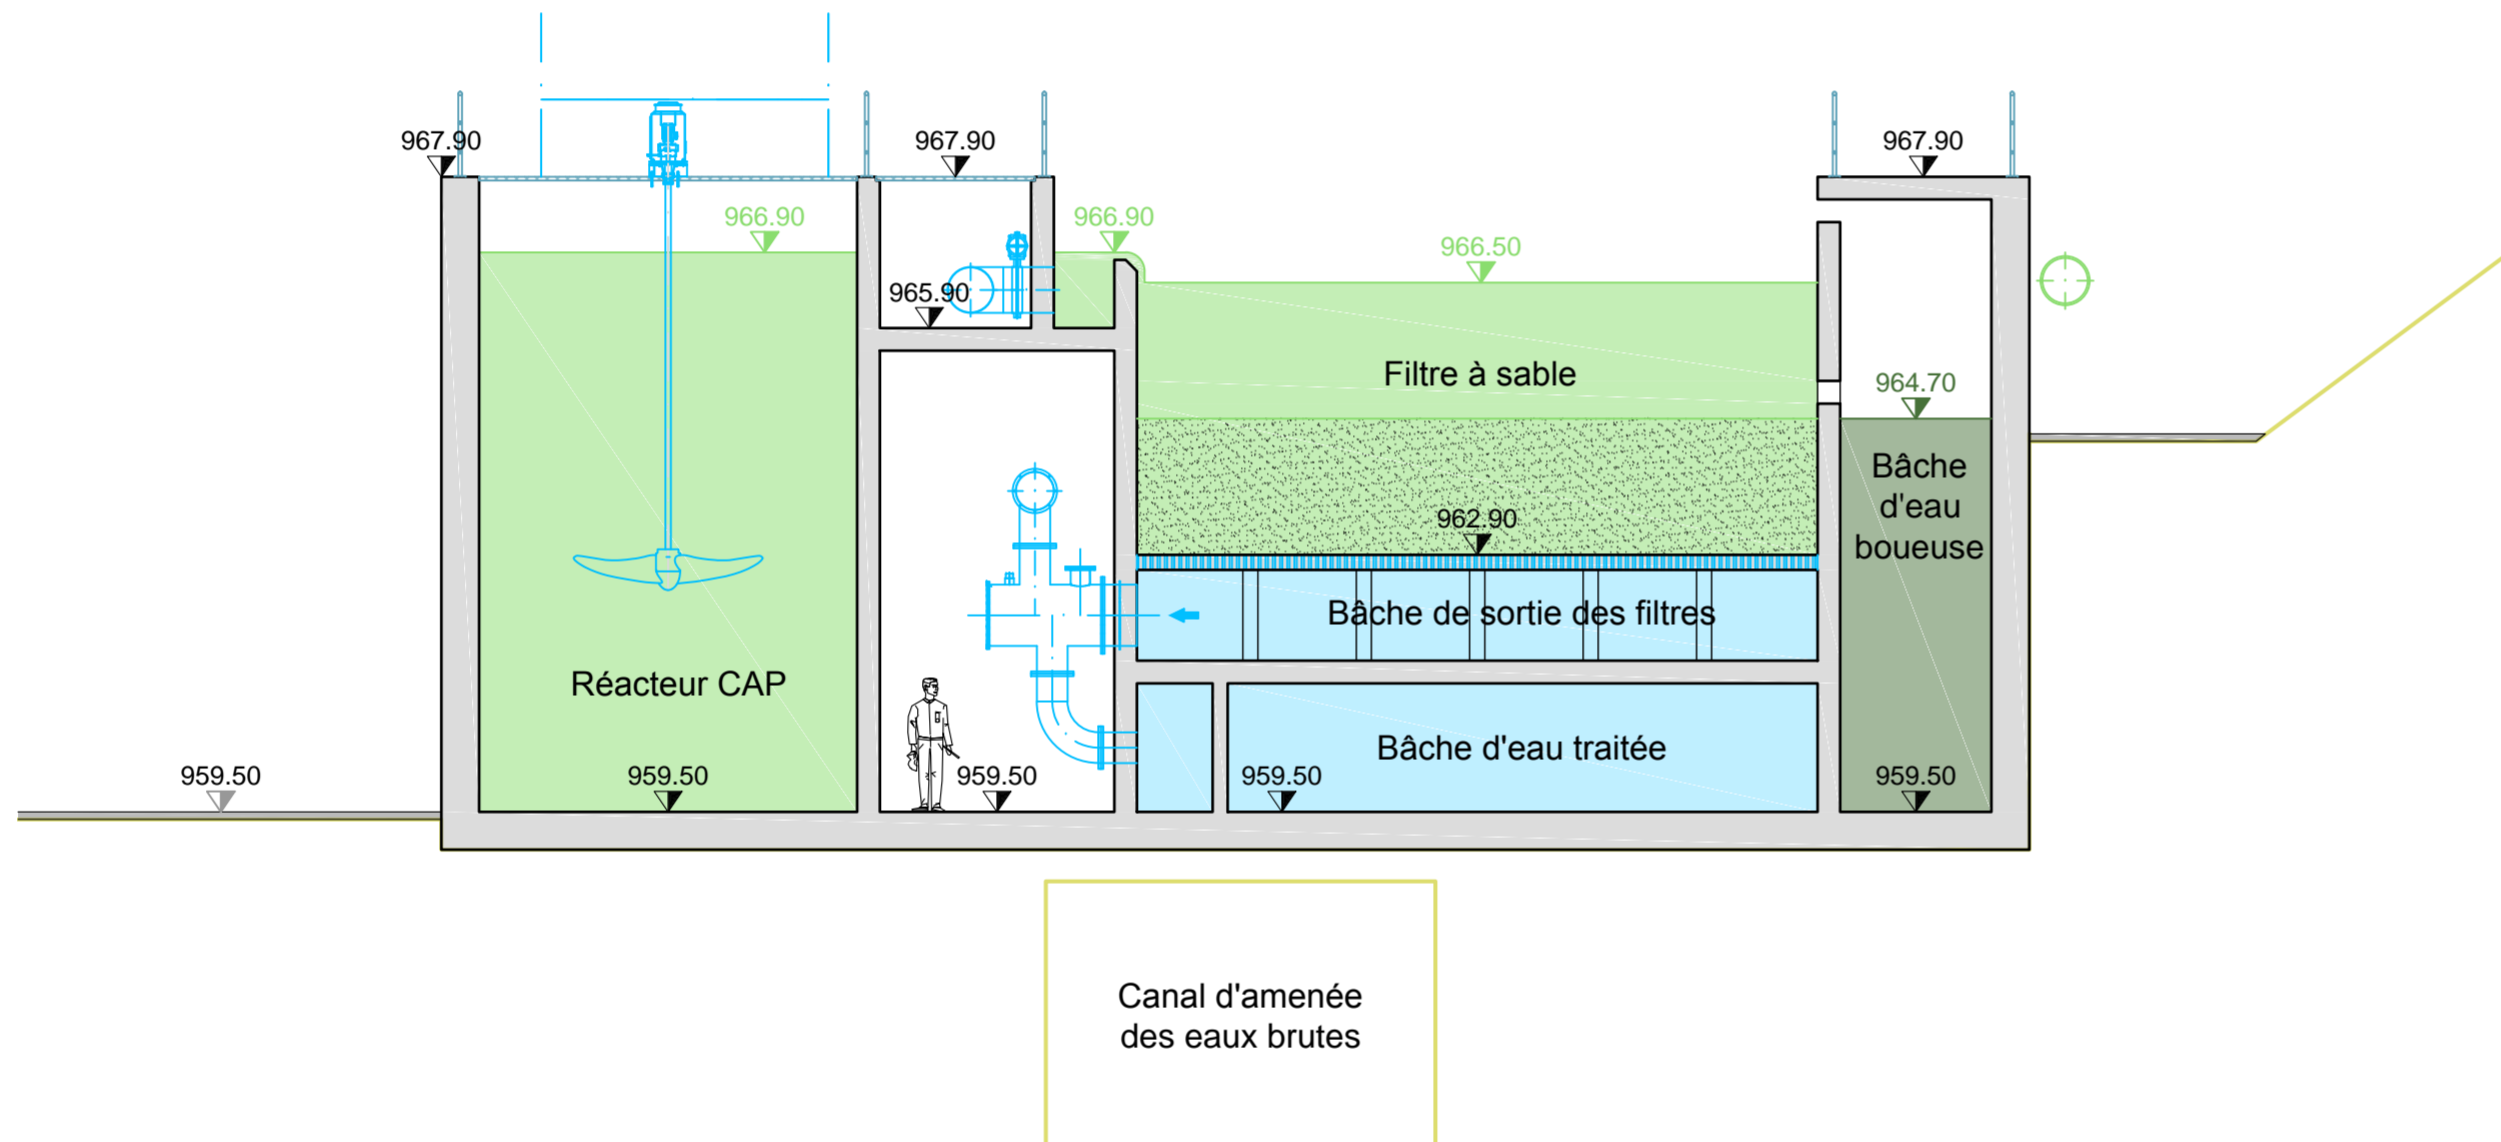 967.90
967.90
967.90
966.90
966.90
966.50
965.90
Filtre à sable
964.70
Bâche
d'eau
boueuse
962.90
Bâche de sortie des filtres
Réacteur CAP
Bâche d'eau traitée
959.50
959.50
959.50
959.50
959.50
Canal d'amenée
des eaux brutes